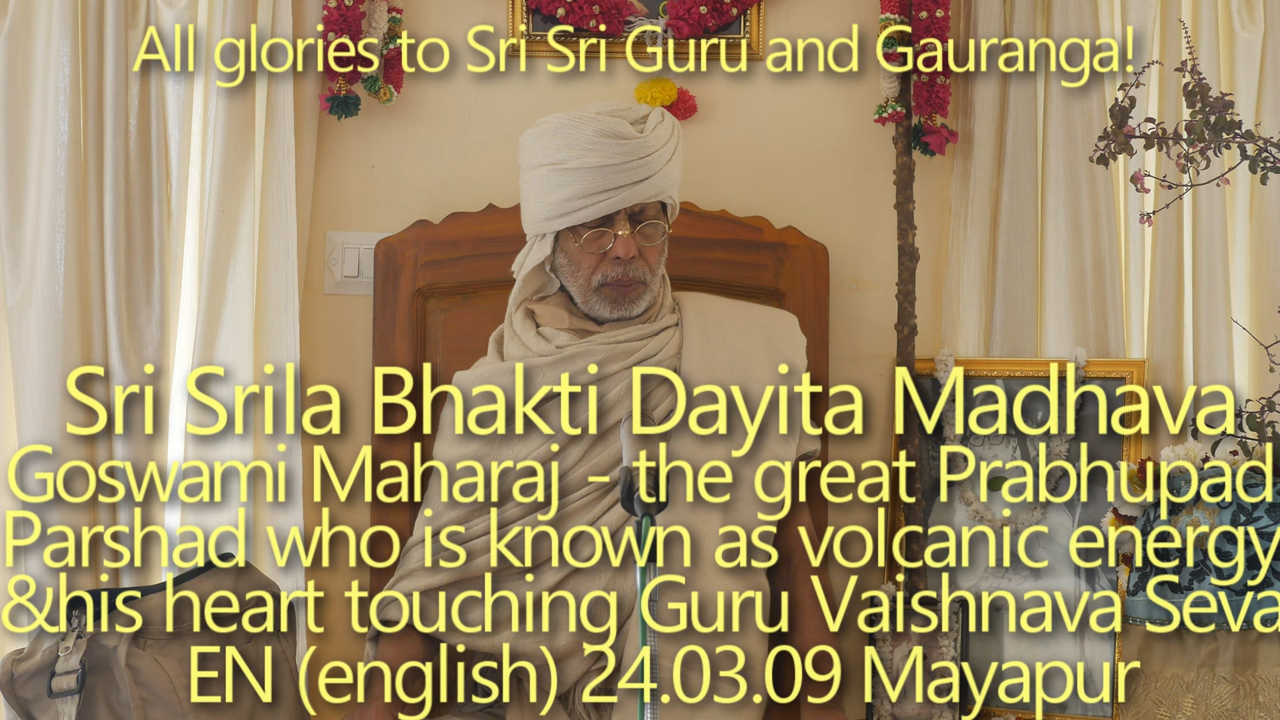 All glories to Sri Sri Guru and Gauranga!
Sri Srila Bhakti Dayita Madhava
Goswami Maharaj - the great Prabhupad
Parshad who is known as volcanic energy
&his heart touching Guru Vaishnava Seva
EN (english) 24.03.09 Mayapur